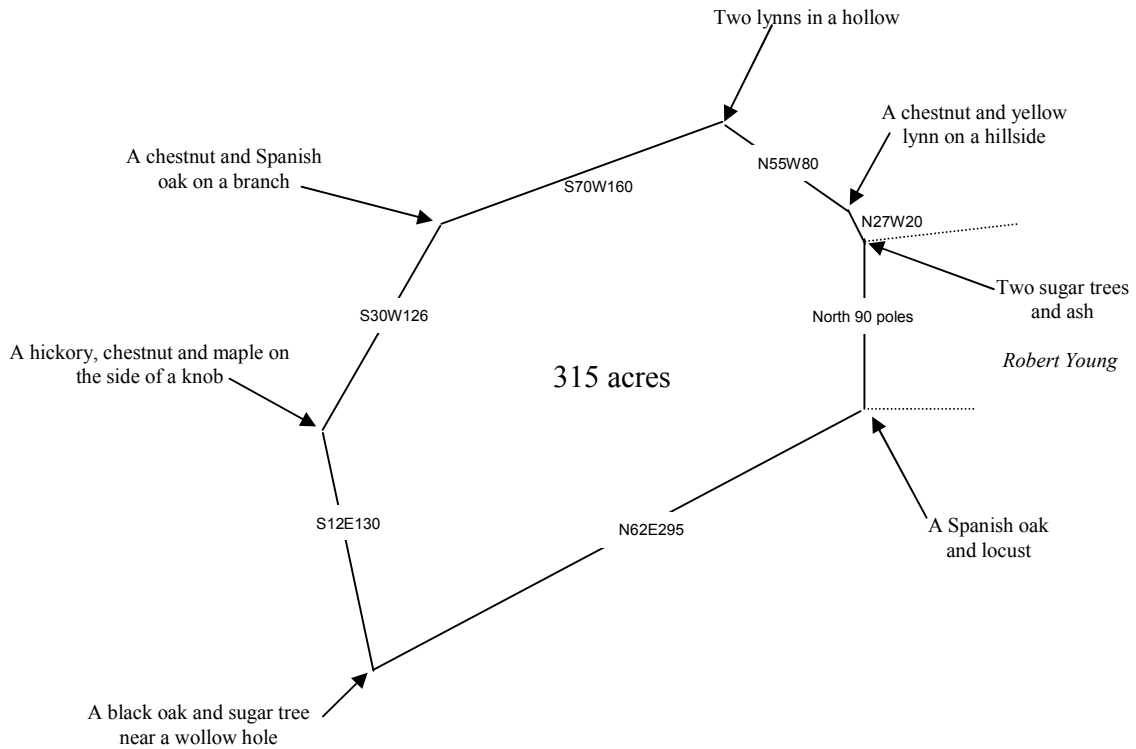 Two lynns in a hollow
A chestnut and yellow
lynn on a hillside
A chestnut and Spanish
oak on a branch
N55W80
S70W160
N27W20
Two sugar trees
and ash
S30W126
North 90 poles
A hickory, chestnut and maple on
the side of a knob
Robert Young
315 acres
S12E130
N62E295
A Spanish oak
and locust
A black oak and sugar tree
near a wollow hole